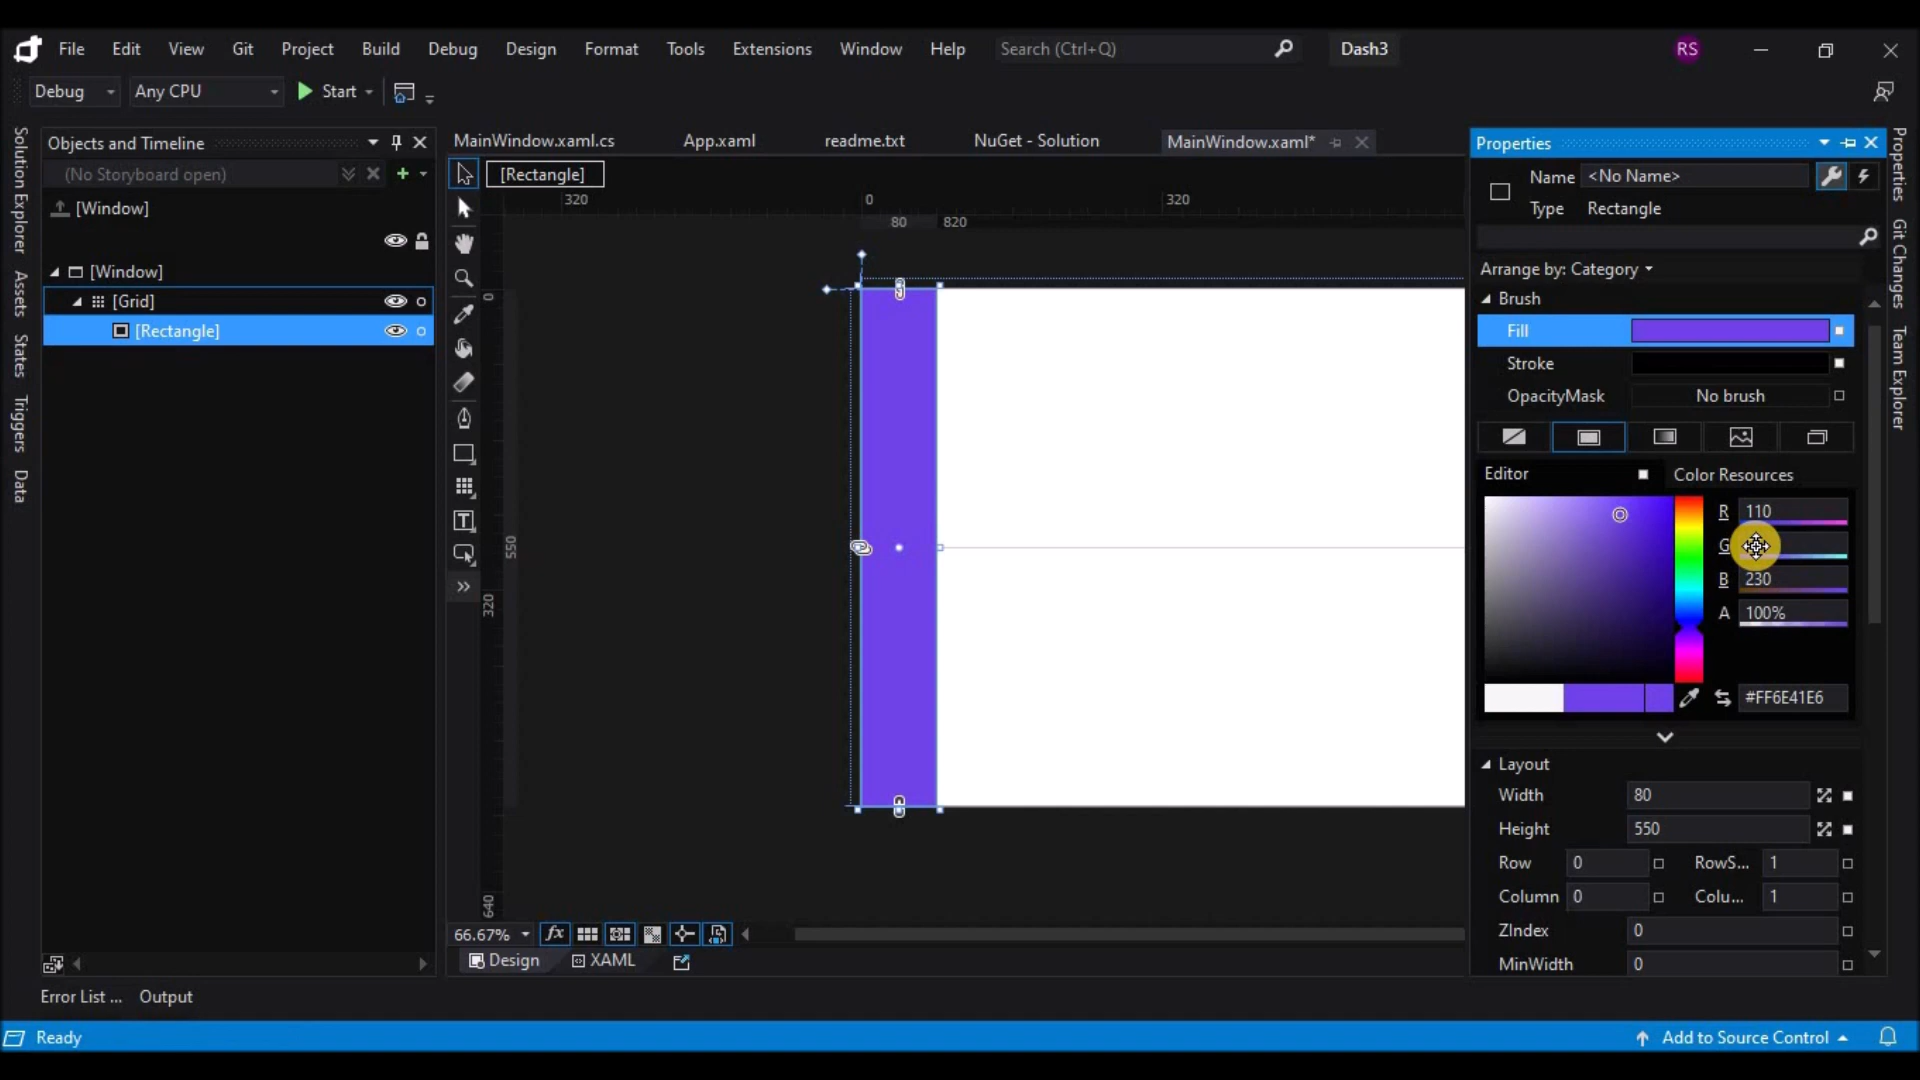 File Edit View Git Project Build Debug Design Format Tools Extensions Window Help Search (Ctrl+Q) Dash3 RS
Debug Any CPU Start
Solution Explorer
Assets
States
Triggers
Data
Objects and Timeline
(No Storyboard open)
[Window]
[Window]
[Grid]
[Rectangle]
MainWindow.xaml.cs App.xaml readme.txt NuGet - Solution MainWindow.xaml*
[Rectangle]
320 0 320
80 820
0
550
320
640
66.67%
Design XAML
Properties
Name <No Name>
Type Rectangle
Arrange by: Category
Brush
Fill
Stroke
OpacityMask No brush
Editor Color Resources
R 110
G
B 230
A 100%
#FF6E41E6
Layout
Width 80
Height 550
Row 0 RowS... 1
Column 0 Colu... 1
ZIndex 0
MinWidth 0
Properties
Git Changes
Team Explorer
Error List ... Output
Ready Add to Source Control